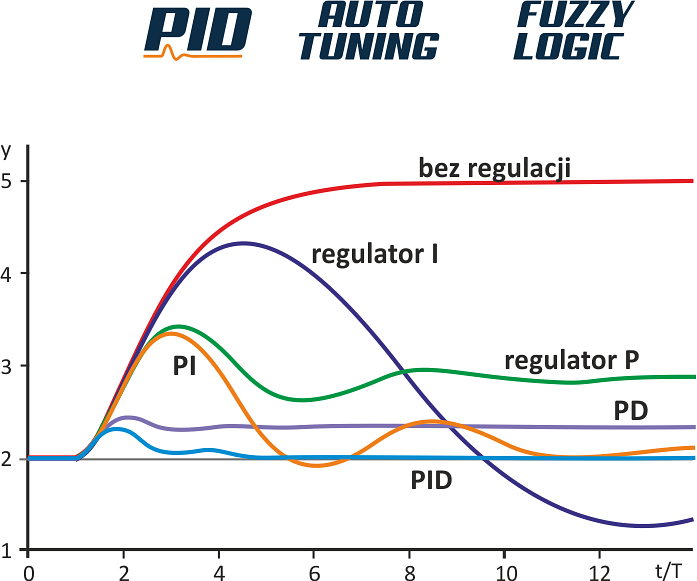 PID
AUTO
TUNING
FUZZY
LOGIC
y
5
4
3
2
1
bez regulacji
regulator I
PI
regulator P
PD
PID
0 2 4 6 8 10 12 t/T